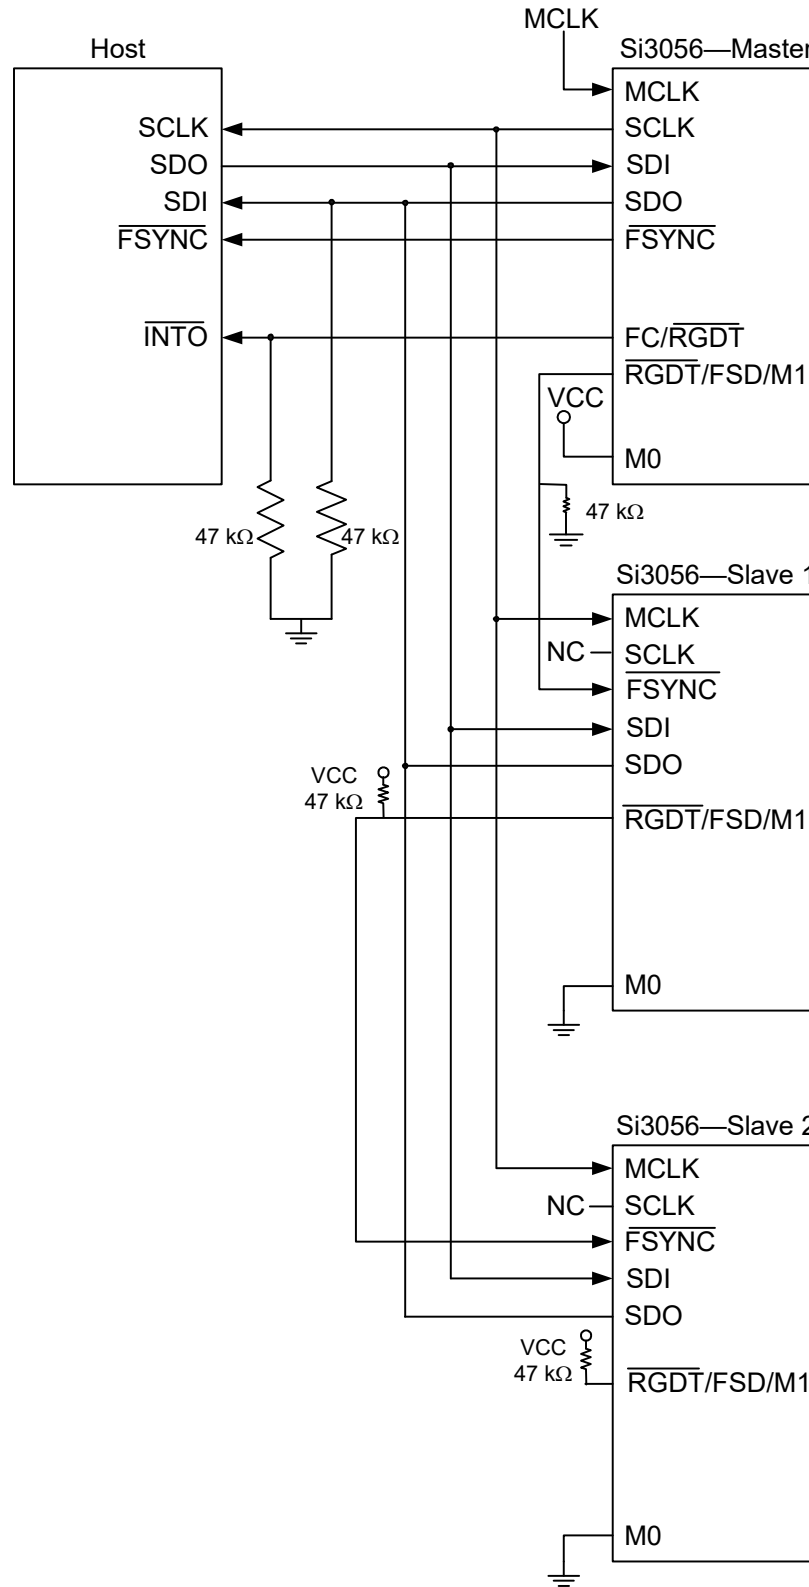 MCLK
Host
Si3056—Master
MCLK
SCLK
SCLK
SDO
SDI
SDI
SDO
FSYNC
FSYNC
INTO
FC/RGDT
RGDT/FSD/M1
VCC
M0
47 kΩ
47 kΩ
47 kΩ
Si3056—Slave 1
MCLK
NC
SCLK
FSYNC
SDI
SDO
VCC
47 kΩ
RGDT/FSD/M1
M0
Si3056—Slave 2
MCLK
NC
SCLK
FSYNC
SDI
SDO
VCC
47 kΩ
RGDT/FSD/M1
M0